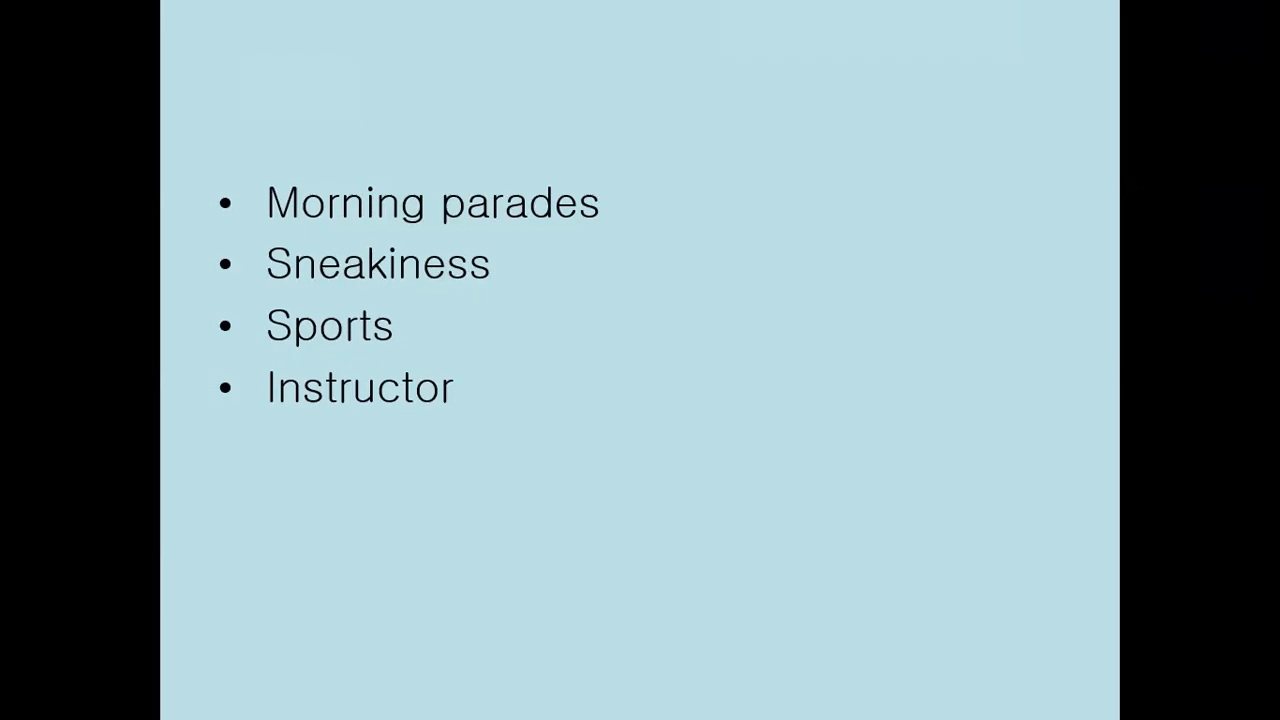 • Morning parades
• Sneakiness
• Sports
• Instructor